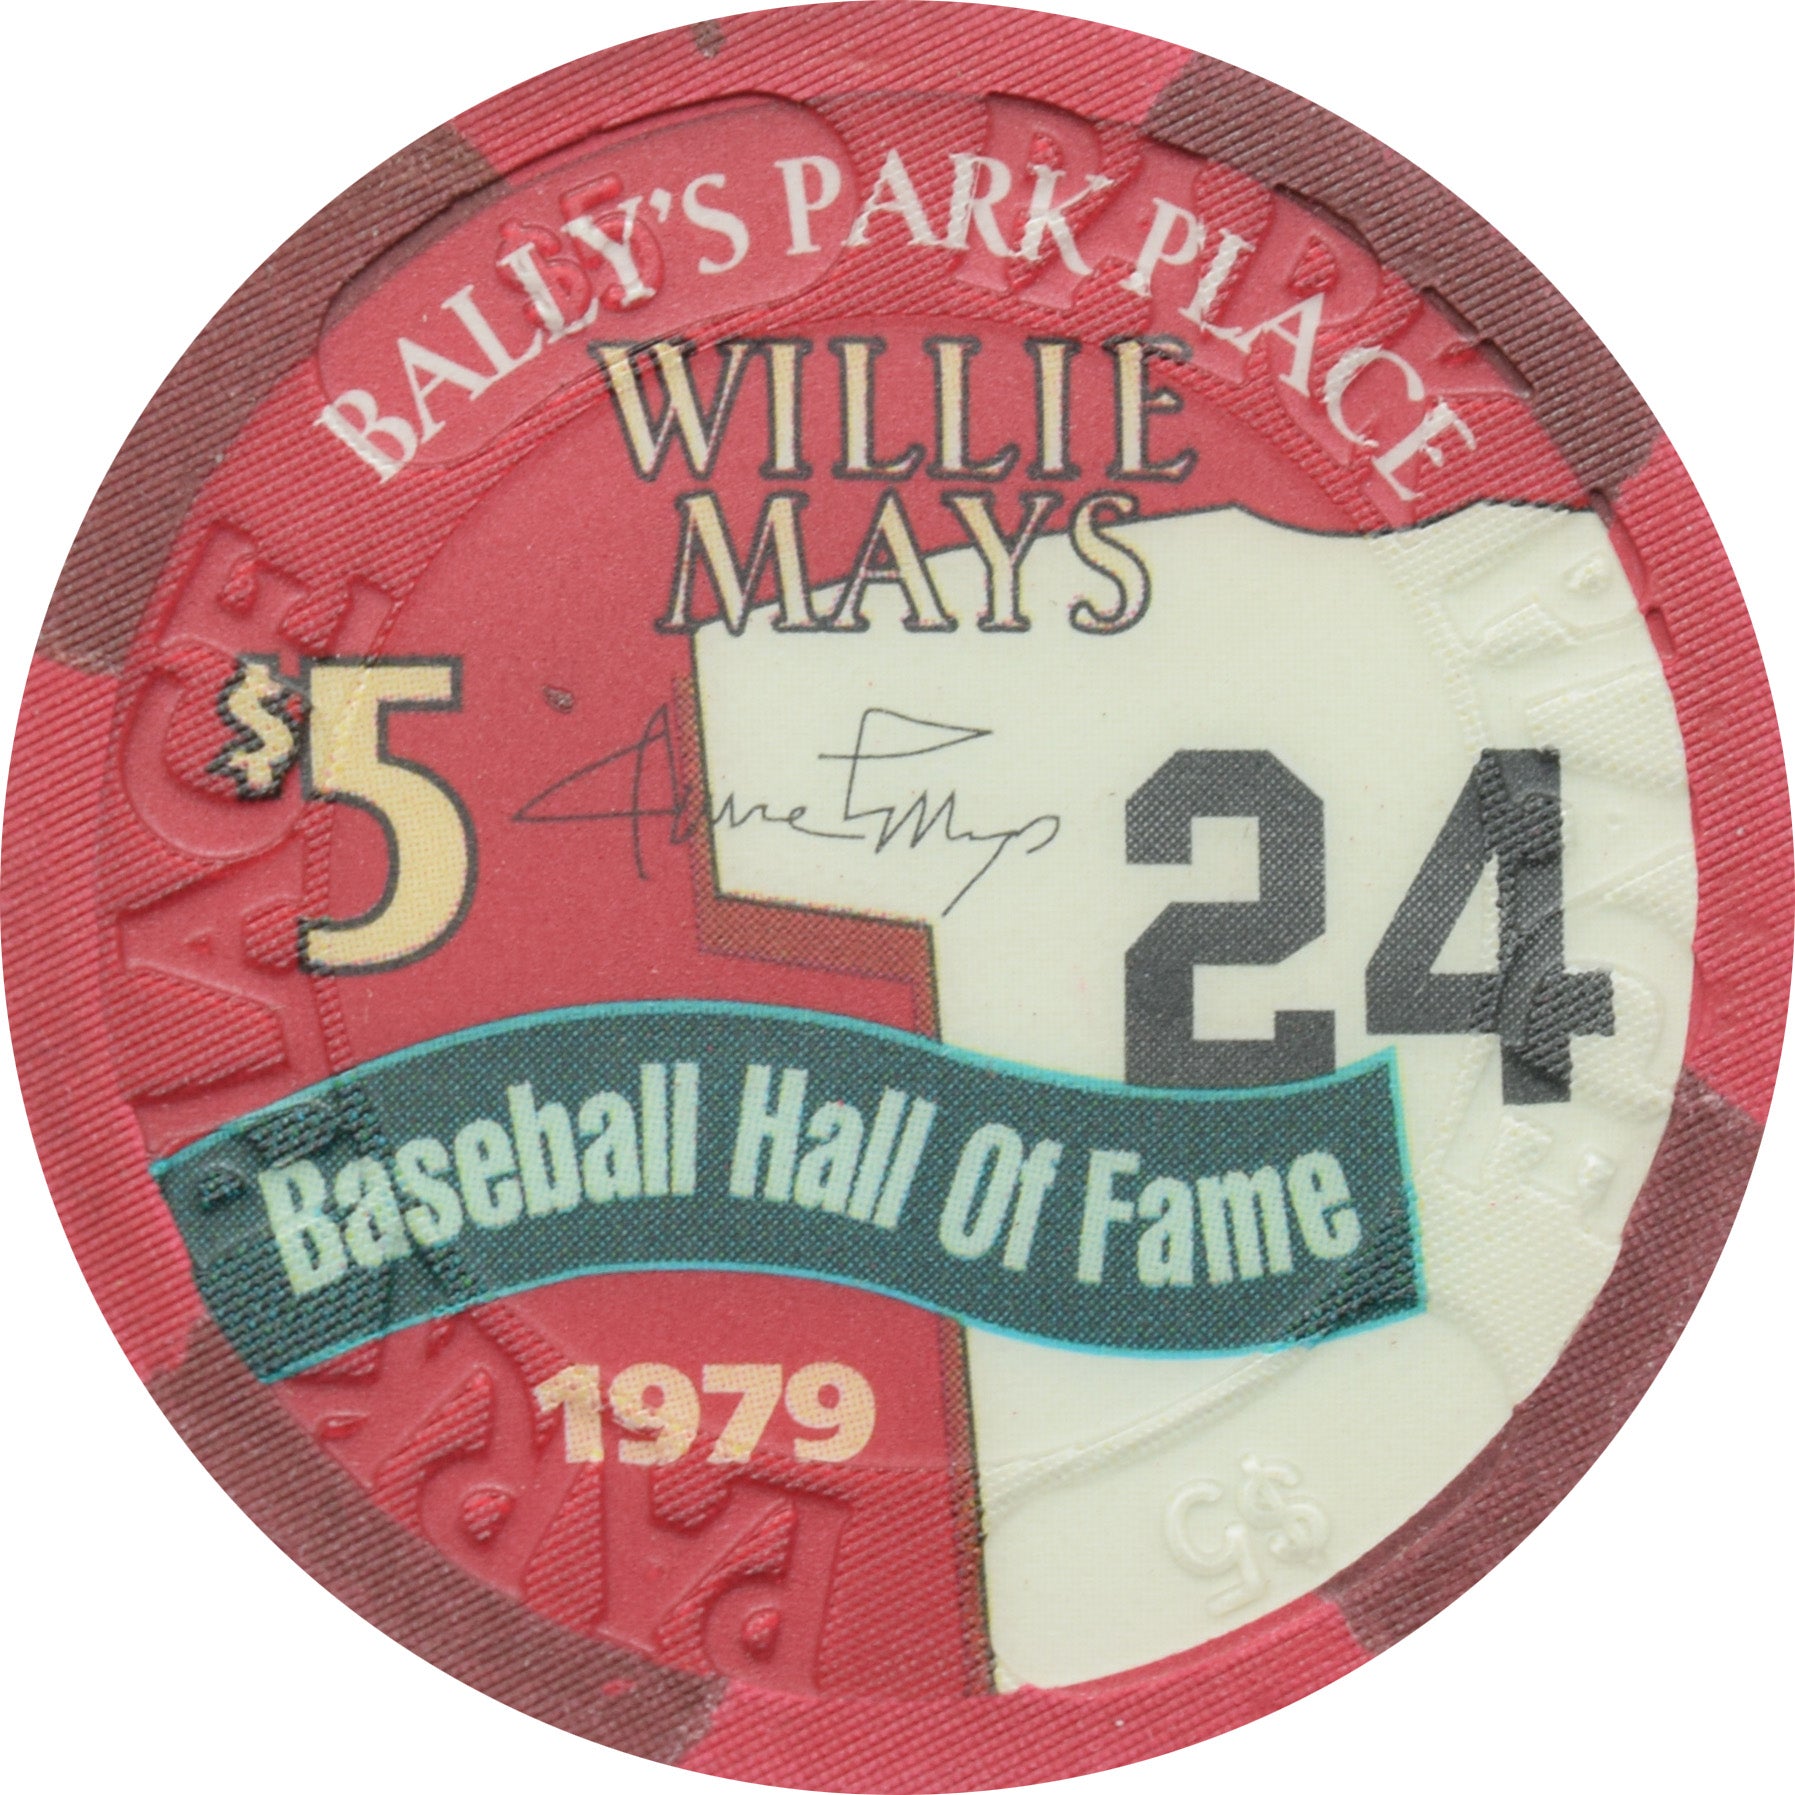 BALLY'S PARK PLACE
WILLIE
MAYS
$5
24
Baseball Hall Of Fame
1979